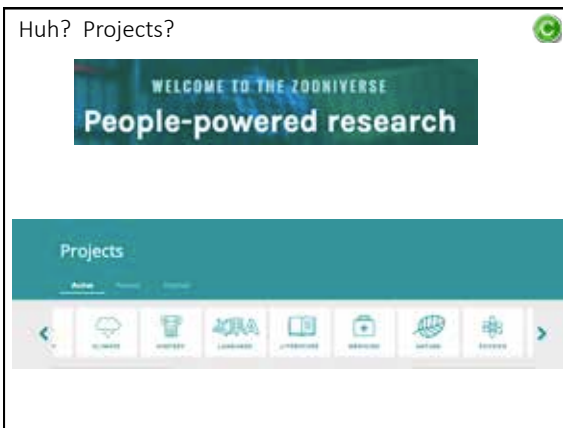 Huh? Projects?
C
WELCOME TO THE ZOONIVERSE
People-powered research
Projects
Active
CLIMATE HISTORY LANGUAGE LITERATURE MEDICINE NATURE PHYSICS